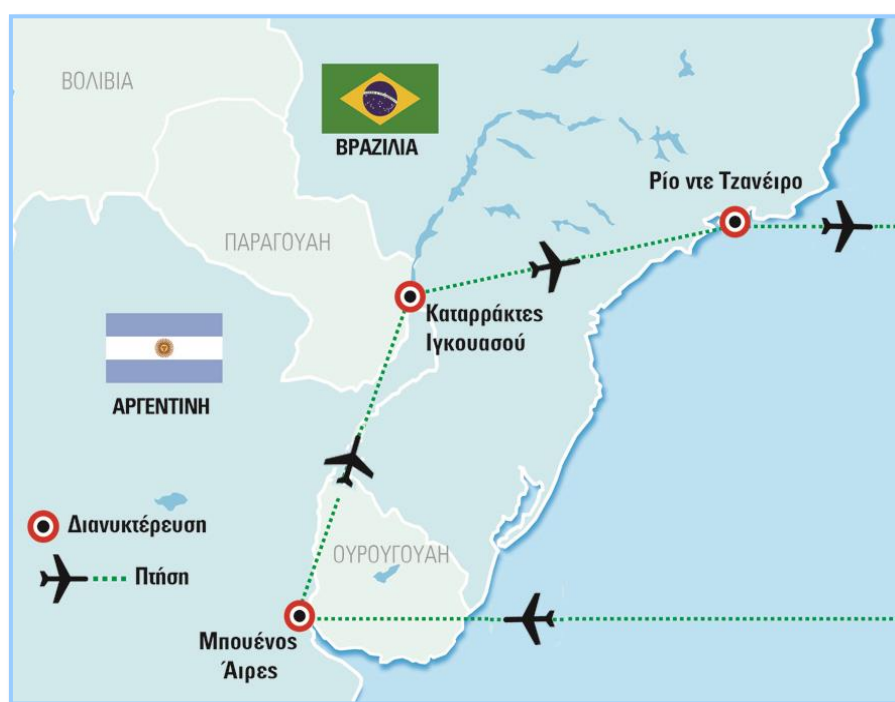 ΒΟΛΙΒΙΑ
ΒΡΑΖΙΛΙΑ
Ρίο ντε Τζανέιρο
ΠΑΡΑΓΟΥΑΗ
Καταρράκτες
Ιγκουασού
ΑΡΓΕΝΤΙΝΗ
Διανυκτέρευση
Πτήση
ΟΥΡΟΥΓΟΥΑΗ
Μπουένος
Άιρες